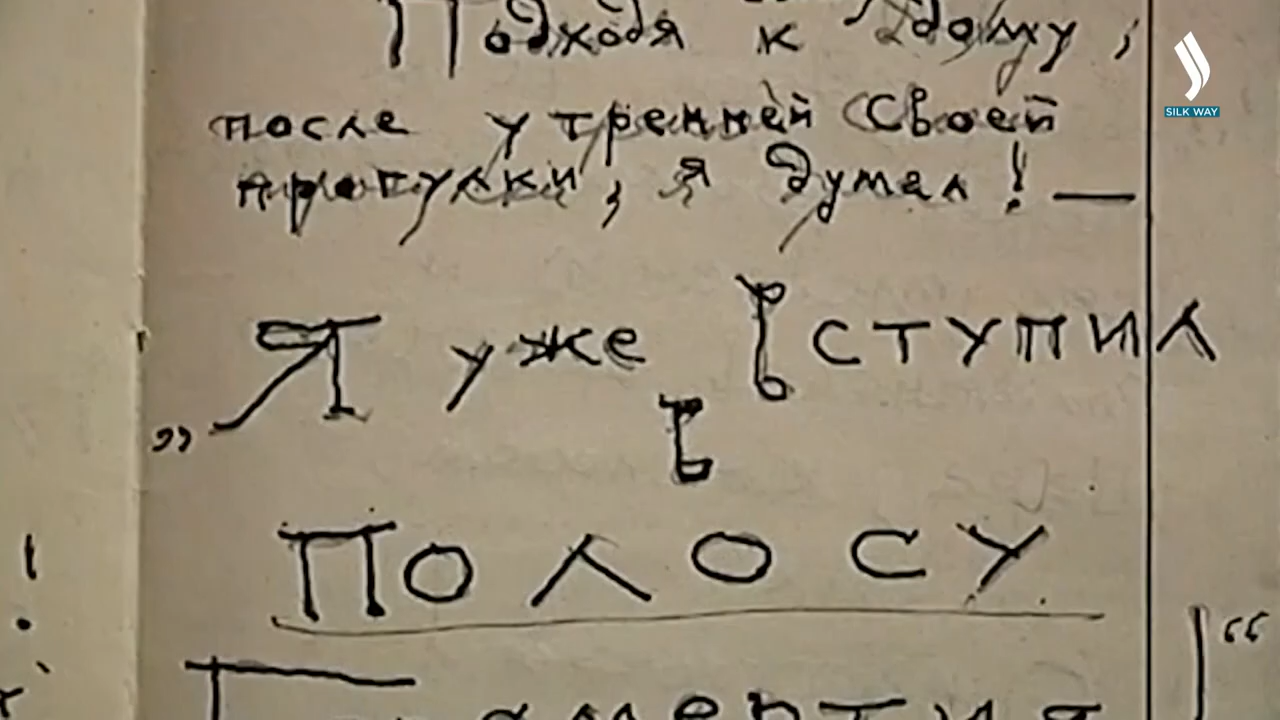 Подходя к дому,
SILK WAY
после утренней своей
прогулки, я думал! —
„Я уже вступил
в
ПОЛОСУ
!“